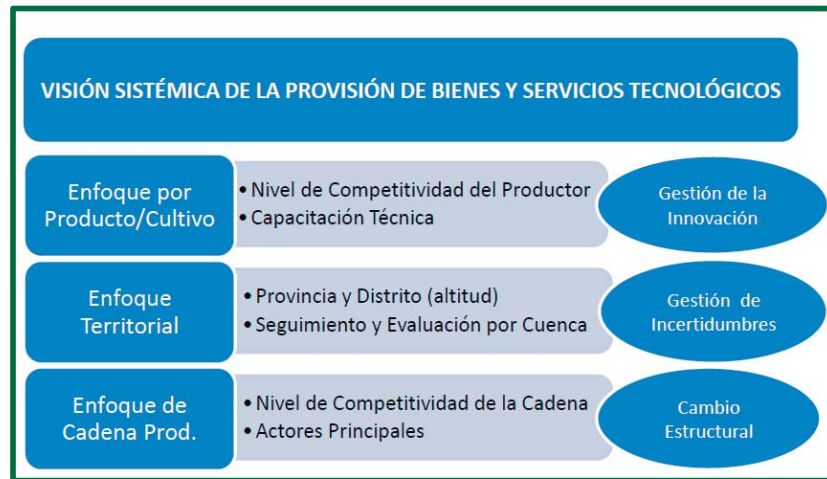 VISIÓN SISTÉMICA DE LA PROVISIÓN DE BIENES Y SERVICIOS TECNOLÓGICOS
Enfoque por
Producto/Cultivo
• Nivel de Competitividad del Productor
• Capacitación Técnica
Gestión de la
Innovación
Enfoque
Territorial
• Provincia y Distrito (altitud)
• Seguimiento y Evaluación por Cuenca
Gestión de
Incertidumbres
Enfoque de
Cadena Prod.
• Nivel de Competitividad de la Cadena
• Actores Principales
Cambio
Estructural